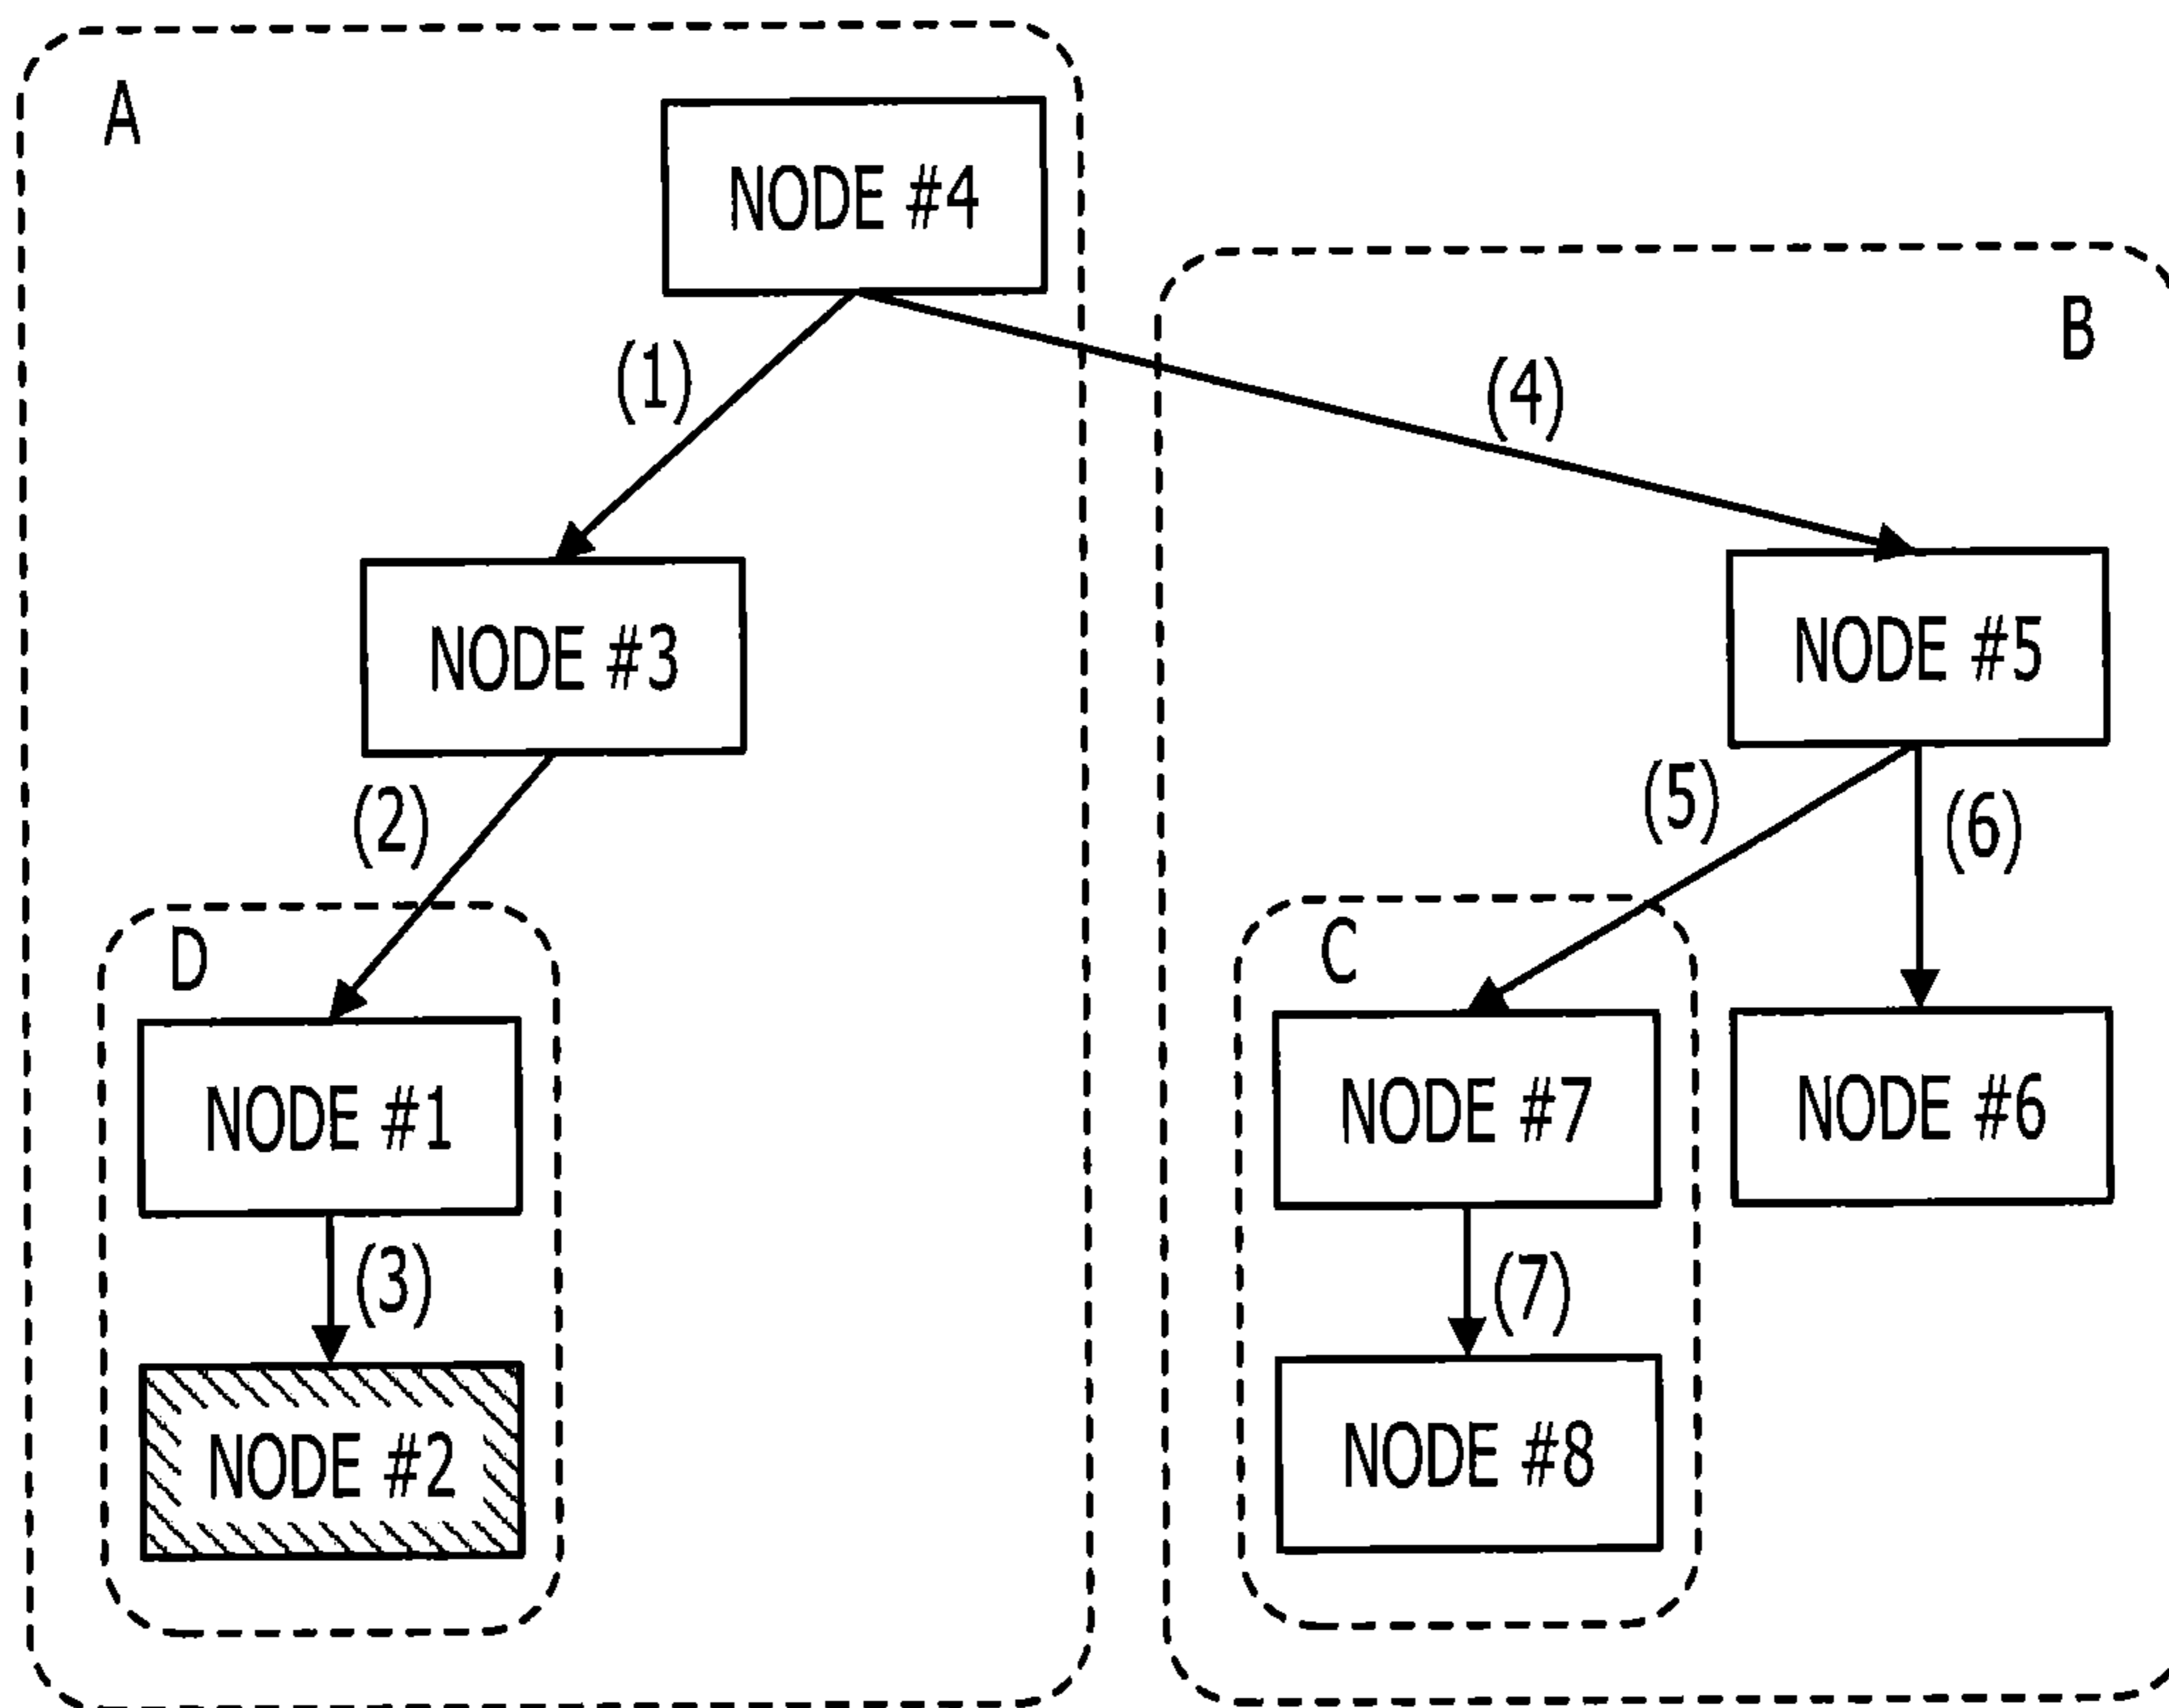 A
NODE #4
B
(1)
(4)
NODE #3
NODE #5
(2)
(5)
(6)
D
C
NODE #1
NODE #7
NODE #6
(3)
(7)
NODE #2
NODE #8